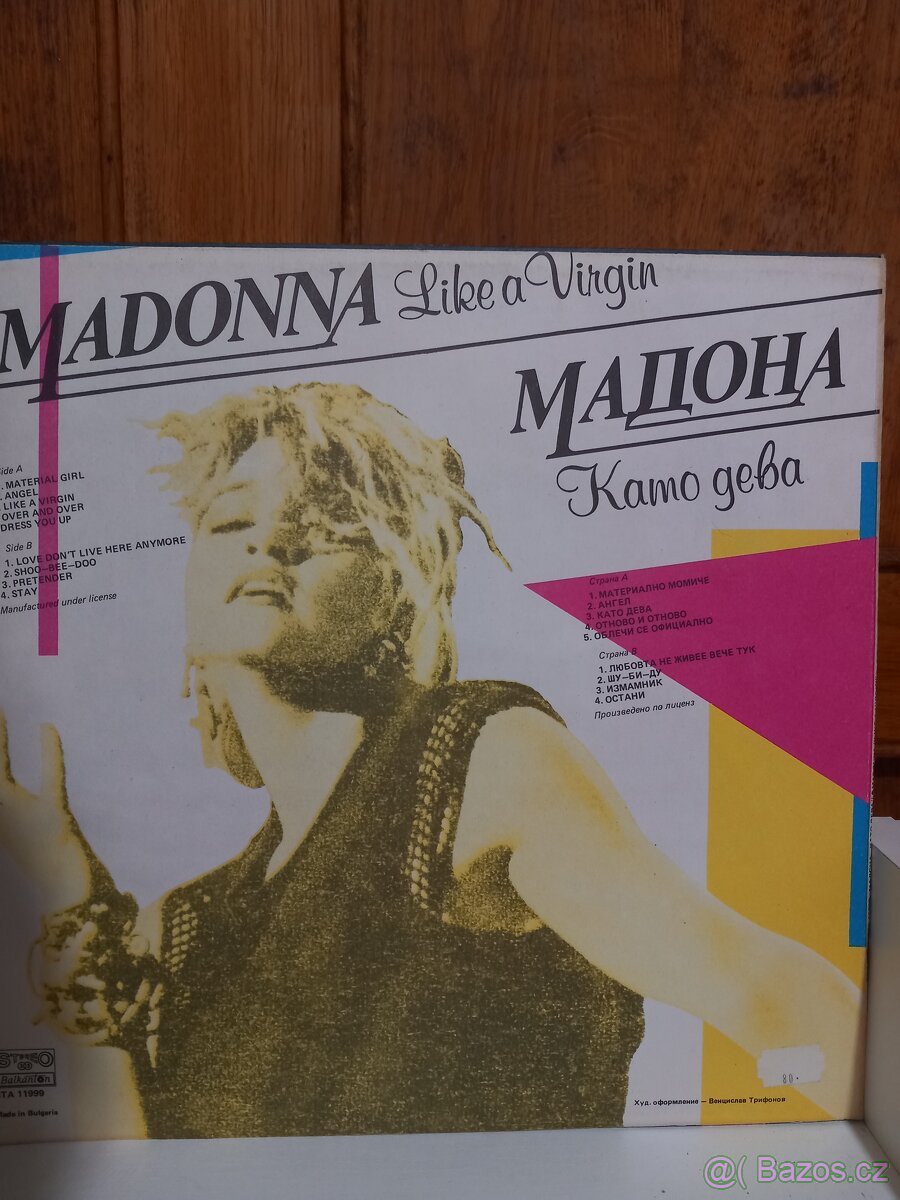 MADONNA Like a Virgin
МАДОНА
Като дева
Side A
1. MATERIAL GIRL
2. ANGEL
3. LIKE A VIRGIN
4. OVER AND OVER
5. DRESS YOU UP
Side B
1. LOVE DON'T LIVE HERE ANYMORE
2. SHOO-BEE-DOO
3. PRETENDER
4. STAY
Manufactured under license
Страна А
1. МАТЕРИАЛНО МОМИЧЕ
2. АНГЕЛ
3. КАТО ДЕВА
4. ОТНОВО И ОТНОВО
5. ОБЛЕЧИ СЕ ОФИЦИАЛНО
Страна В
1. ЛЮБОВТА НЕ ЖИВЕЕ ВЕЧЕ ТУК
2. ШУ-БИ-ДУ
3. ИЗМАМНИК
4. ОСТАНИ
Произведено по лиценз
STEREO
Balkanton
ВТА 11999
Made in Bulgaria
80.
Худ. оформление – Венцислав Трифонов
@( Bazos.cz